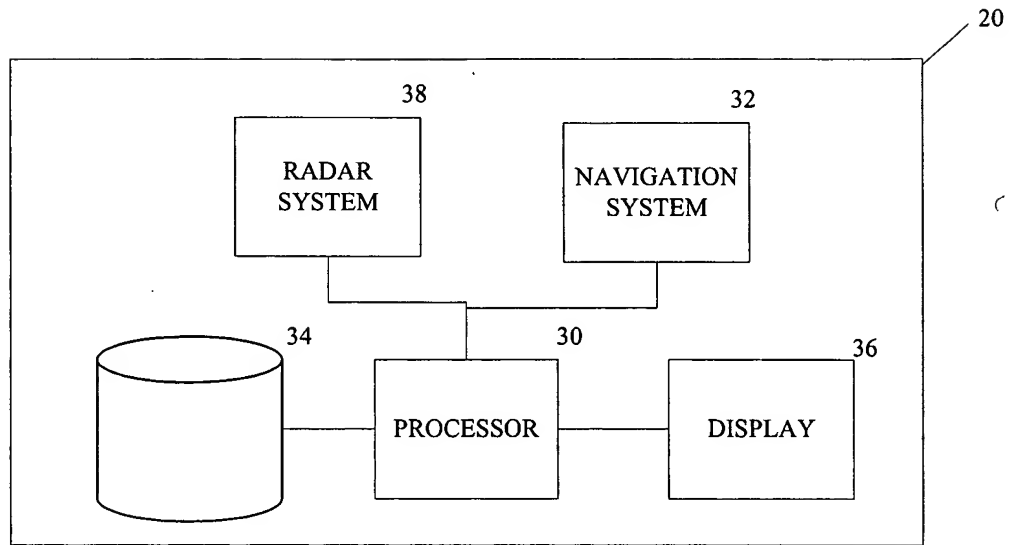 20
38
32
RADAR
SYSTEM
NAVIGATION
SYSTEM
34
30
36
PROCESSOR
DISPLAY